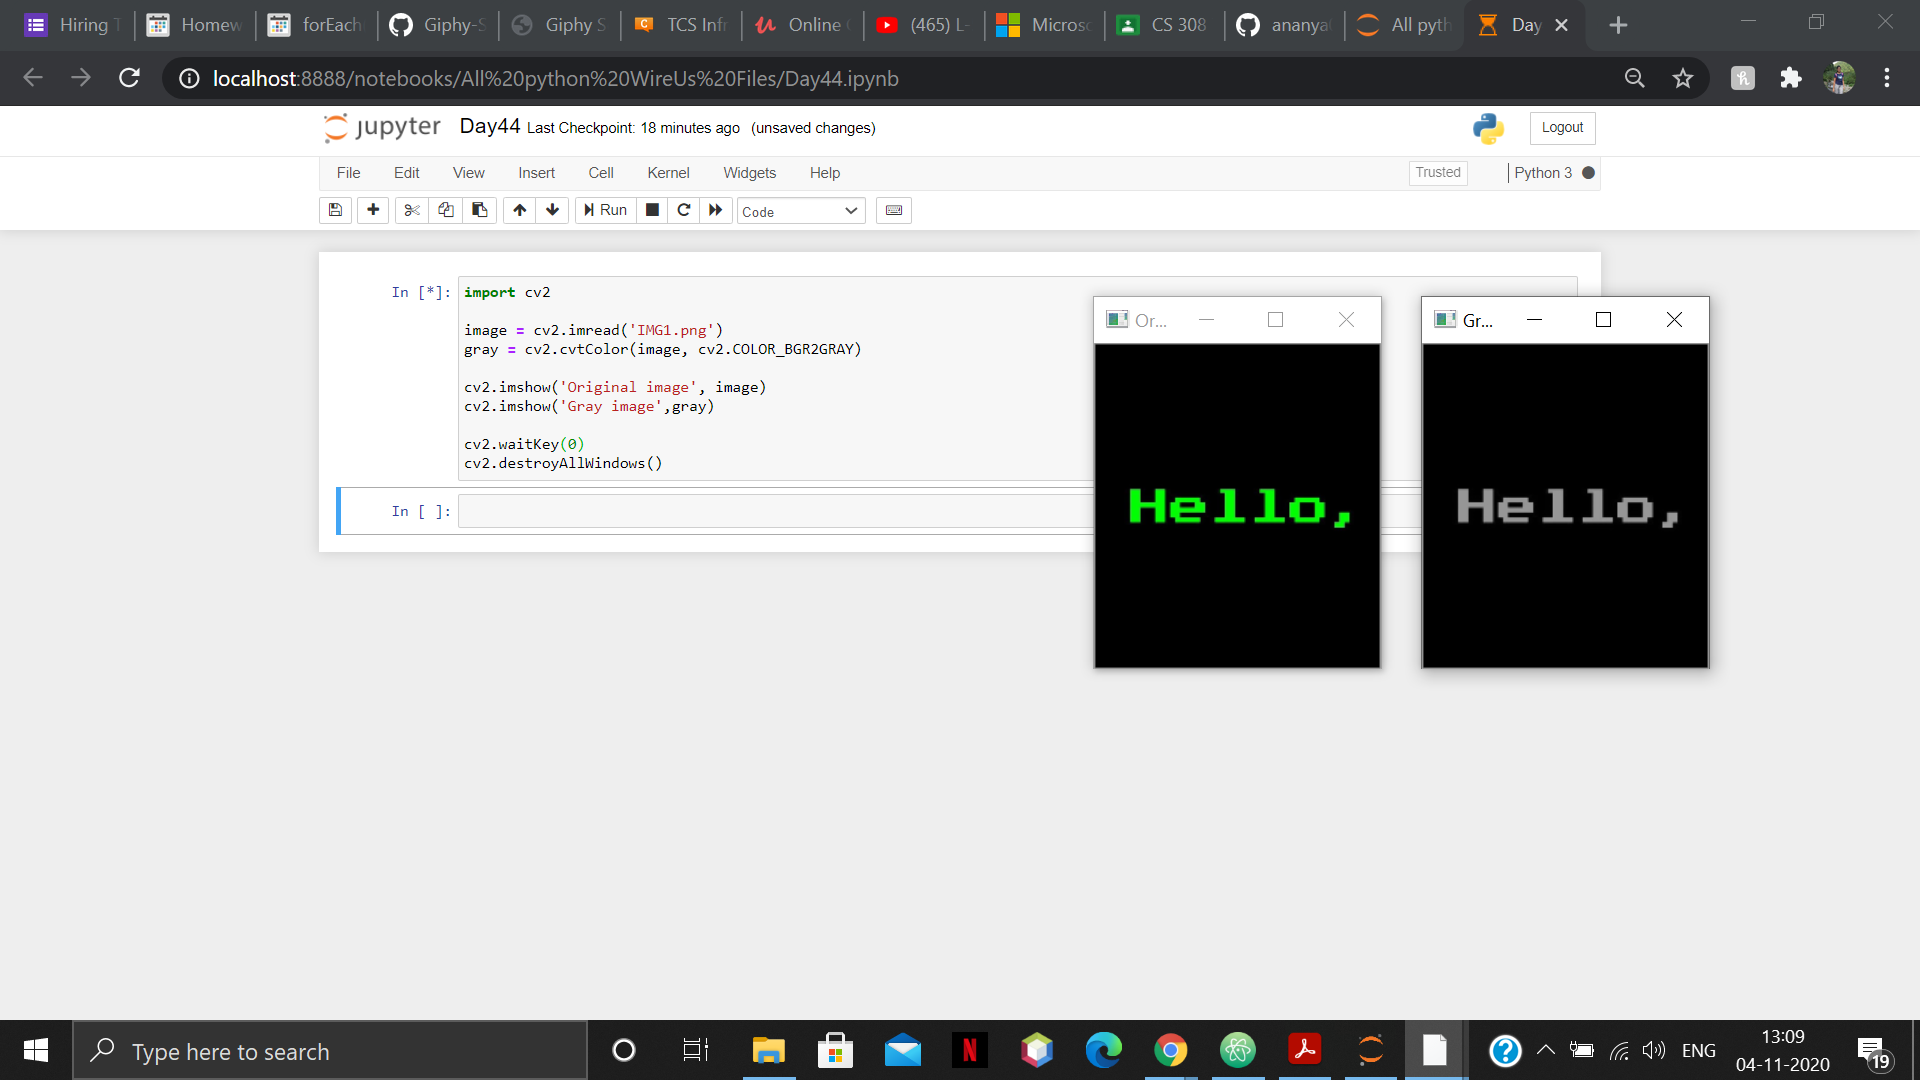 Hiring T
Homew
forEach
Giphy-S
Giphy S
TCS Infr
Online
(465) L-
Microso
CS 308
ananya
All pyth
Day
localhost:8888/notebooks/All%20python%20WireUs%20Files/Day44.ipynb
jupyter Day44 Last Checkpoint: 18 minutes ago (unsaved changes)
Logout
File Edit View Insert Cell Kernel Widgets Help
Trusted
Python 3
Run
Code
In [*]:
import cv2
image = cv2.imread('IMG1.png')
gray = cv2.cvtColor(image, cv2.COLOR_BGR2GRAY)
cv2.imshow('Original image', image)
cv2.imshow('Gray image',gray)
cv2.waitKey(0)
cv2.destroyAllWindows()
In [ ]:
Or...
Hello,
Gr...
Hello,
Type here to search
ENG
13:09
04-11-2020
19